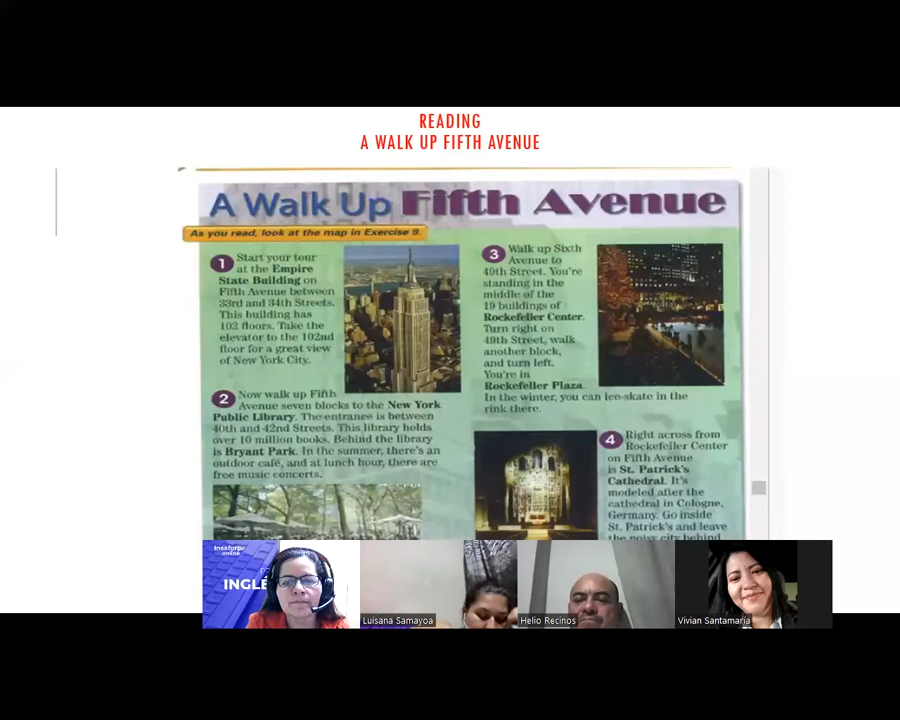 READING
A WALK UP FIFTH AVENUE
A Walk Up Fifth Avenue
As you read, look at the map in Exercise 9.
1 Start your tour
at the Empire
State Building on
Fifth Avenue between
33rd and 34th Streets.
This building has
102 floors. Take the
elevator to the 102nd
floor for a great view
of New York City.
2 Now walk up Fifth
Avenue seven blocks to the New York
Public Library. The entrance is between
40th and 42nd Streets. This library holds
over 10 million books. Behind the library
is Bryant Park. In the summer, there's an
outdoor café, and at lunch hour, there are
free music concerts.
3 Walk up Sixth
Avenue to
49th Street. You're
standing in the
middle of the
19 buildings of
Rockefeller Center.
Turn right on
49th Street, walk
another block,
and turn left.
You're in
Rockefeller Plaza.
In the winter, you can ice-skate in the
rink there.
4 Right across from
Rockefeller Center
on Fifth Avenue
is St. Patrick's
Cathedral. It's
modeled after the
cathedral in Cologne,
Germany. Go inside
St. Patrick's and leave
the noisy city behind
Insaforp
online
INGLÉ
Luisana Samayoa
Helio Recinos
Vivian Santamaría